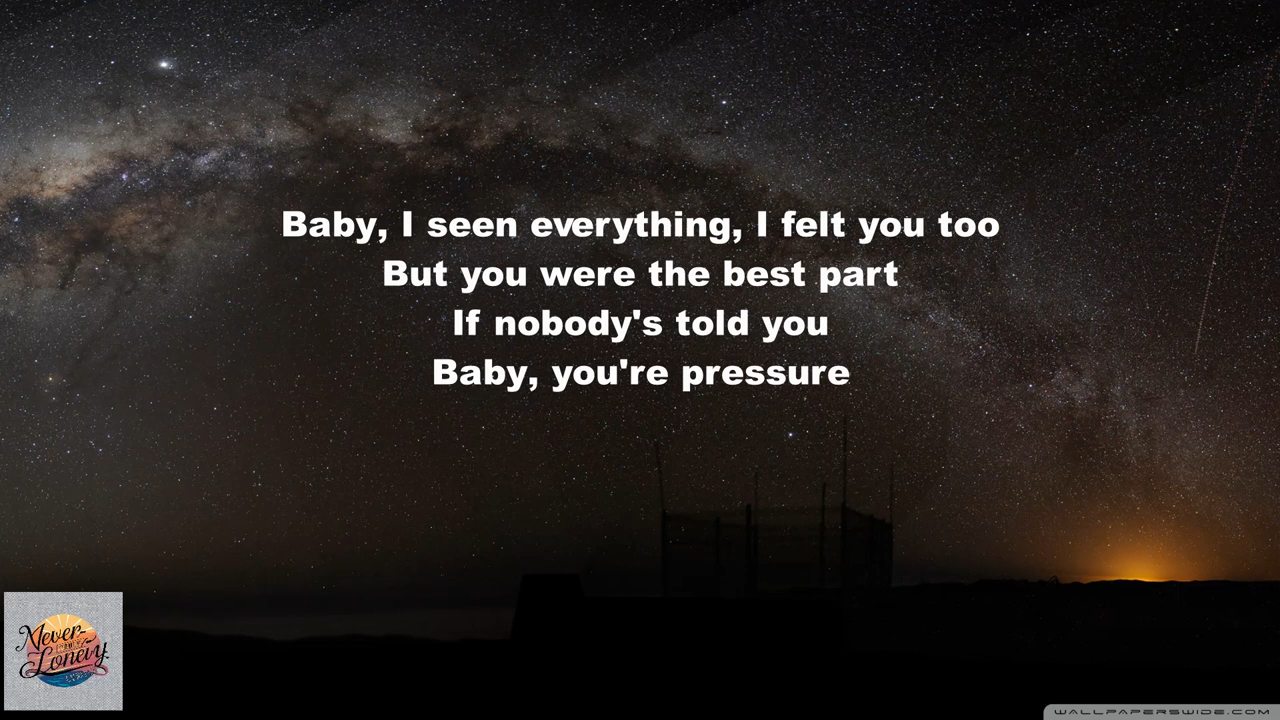 Baby, I seen everything, I felt you too
But you were the best part
If nobody's told you
Baby, you're pressure
Never-
Lonely
WALLPAPERSWIDE.COM